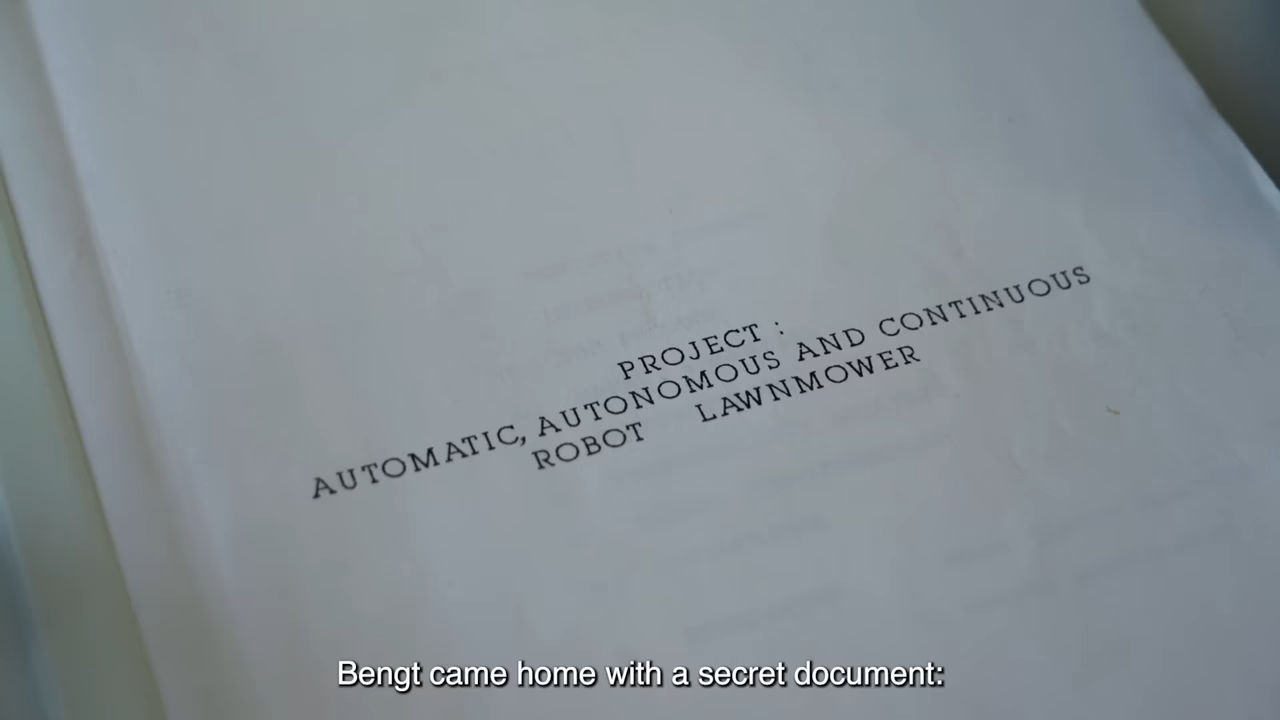 PROJECT :
AUTOMATIC, AUTONOMOUS AND CONTINUOUS
ROBOT LAWNMOWER
Bengt came home with a secret document: